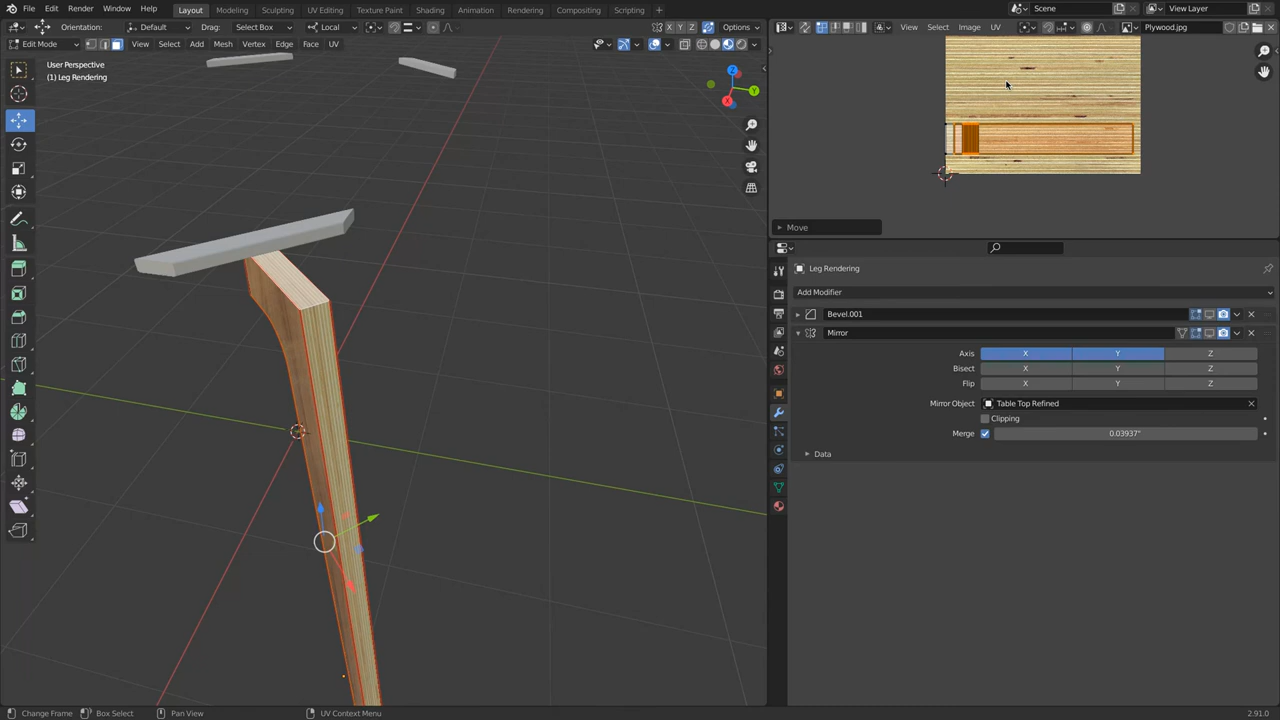 File Edit Render Window Help Layout Modeling Sculpting UV Editing Texture Paint Shading Animation Rendering Compositing Scripting Scene View Layer
Orientation: Default Drag: Select Box Local X Y Z Options
View Select Image UV Plywood.jpg
Edit Mode View Select Add Mesh Vertex Edge Face UV
User Perspective
(1) Leg Rendering
Z
Y
X
Move
Leg Rendering
Add Modifier
Bevel.001
Mirror
Axis X Y Z
Bisect X Y Z
Flip X Y Z
Mirror Object Table Top Refined
Clipping
Merge 0.03937"
Data
Change Frame Box Select Pan View UV Context Menu 2.91.0